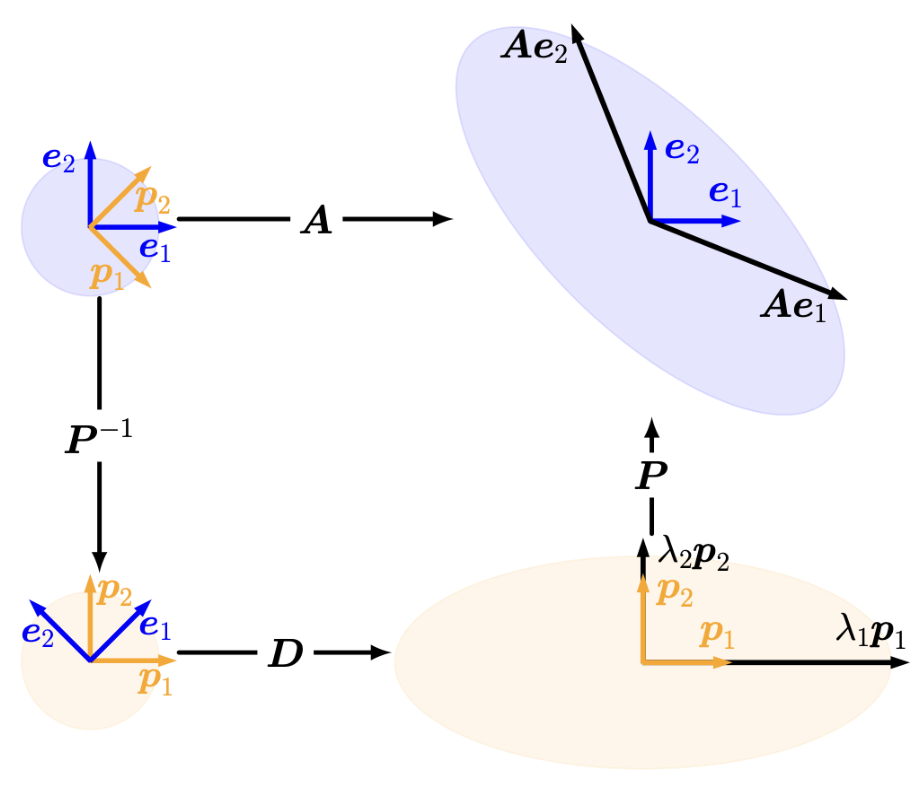 Ae₂
e₂
e₂
p₂
e₁
A
e₁
p₁
Ae₁
P⁻¹
P
λ₂p₂
p₂
p₂
e₂
e₁
p₁
λ₁p₁
D
p₁